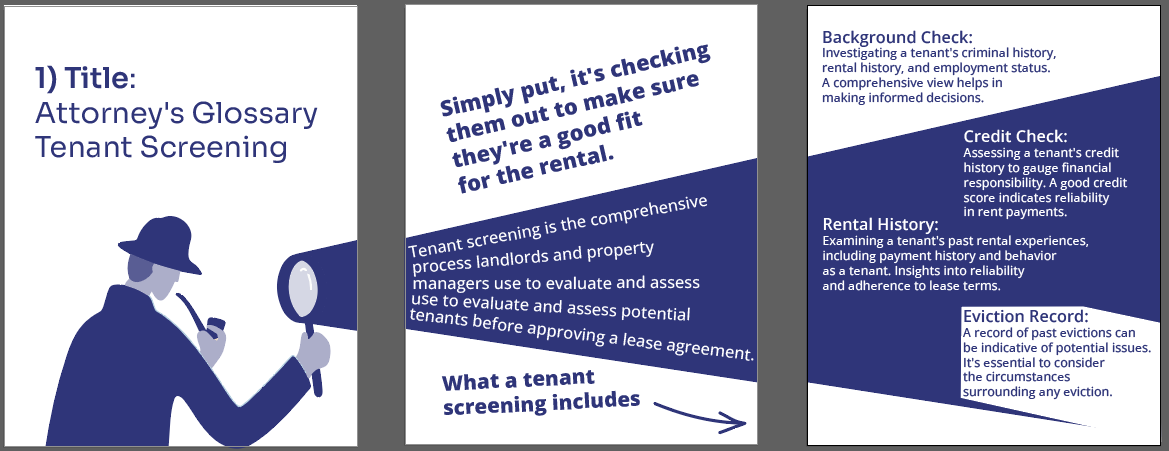 1) Title:
Attorney's Glossary
Tenant Screening
Simply put, it's checking
them out to make sure
they're a good fit
for the rental.
Tenant screening is the comprehensive
process landlords and property
managers use to evaluate and assess
use to evaluate and assess potential
tenants before approving a lease agreement.
What a tenant
screening includes
Background Check:
Investigating a tenant's criminal history,
rental history, and employment status.
A comprehensive view helps in
making informed decisions.
Credit Check:
Assessing a tenant's credit
history to gauge financial
responsibility. A good credit
score indicates reliability
in rent payments.
Rental History:
Examining a tenant's past rental experiences,
including payment history and behavior
as a tenant. Insights into reliability
and adherence to lease terms.
Eviction Record:
A record of past evictions can
be indicative of potential issues.
It's essential to consider
the circumstances
surrounding any eviction.